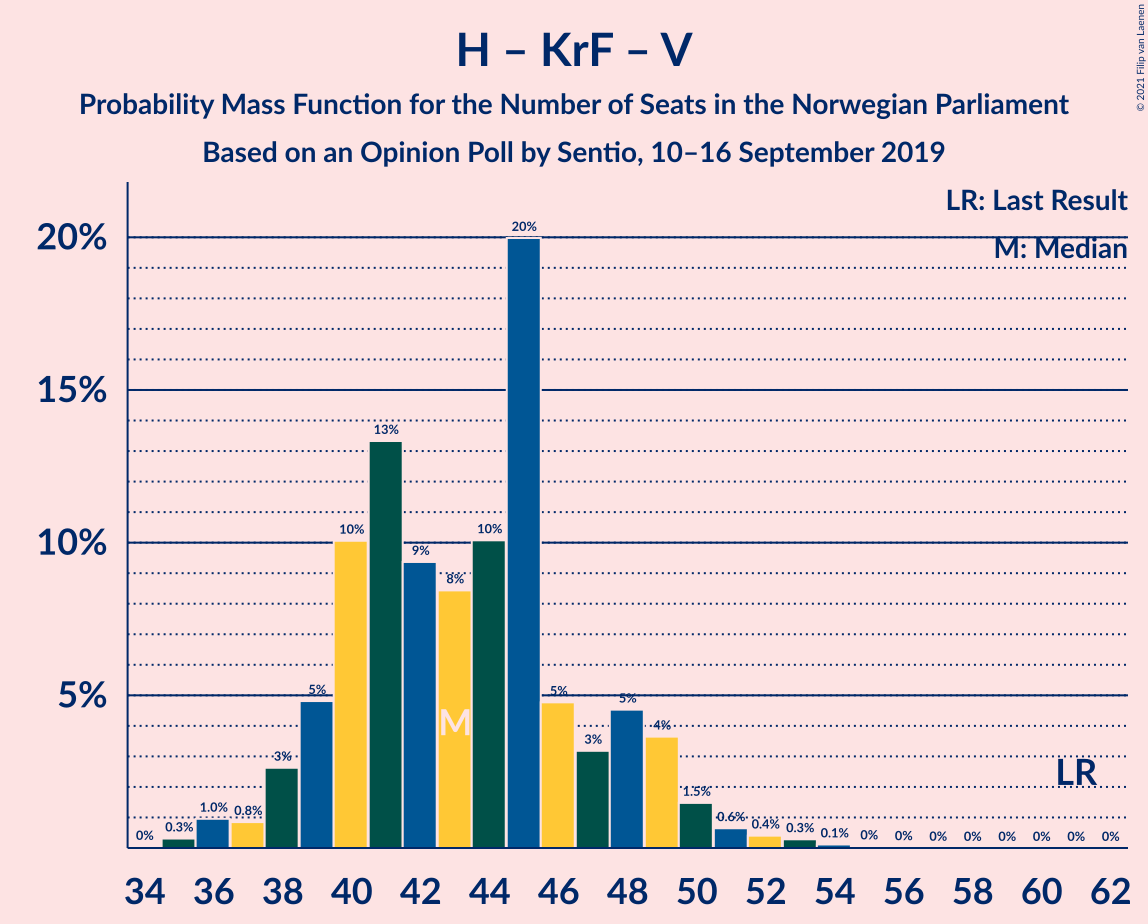 H – KrF – V
Probability Mass Function for the Number of Seats in the Norwegian Parliament
Based on an Opinion Poll by Sentio, 10–16 September 2019
© 2021 Filip van Laenen
LR: Last Result
M: Median
20%
15%
10%
5%
0% 0.3% 1.0% 0.8% 3% 5% 10% 13% 9% 8% 10% 20% 5% 3% 5% 4% 1.5% 0.6% 0.4% 0.3% 0.1% 0% 0% 0% 0% 0% 0% 0% 0%
M
LR
34 36 38 40 42 44 46 48 50 52 54 56 58 60 62